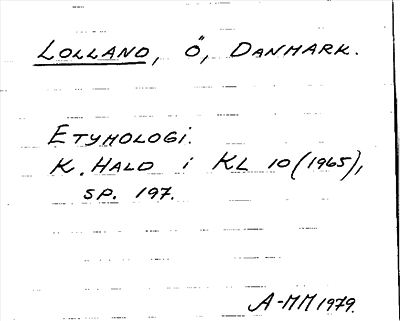 LOLLAND, Ö, DANMARK.
ETYMOLOGI.
K. HALD i KL 10 (1965),
SP. 197.
A-MM 1979.